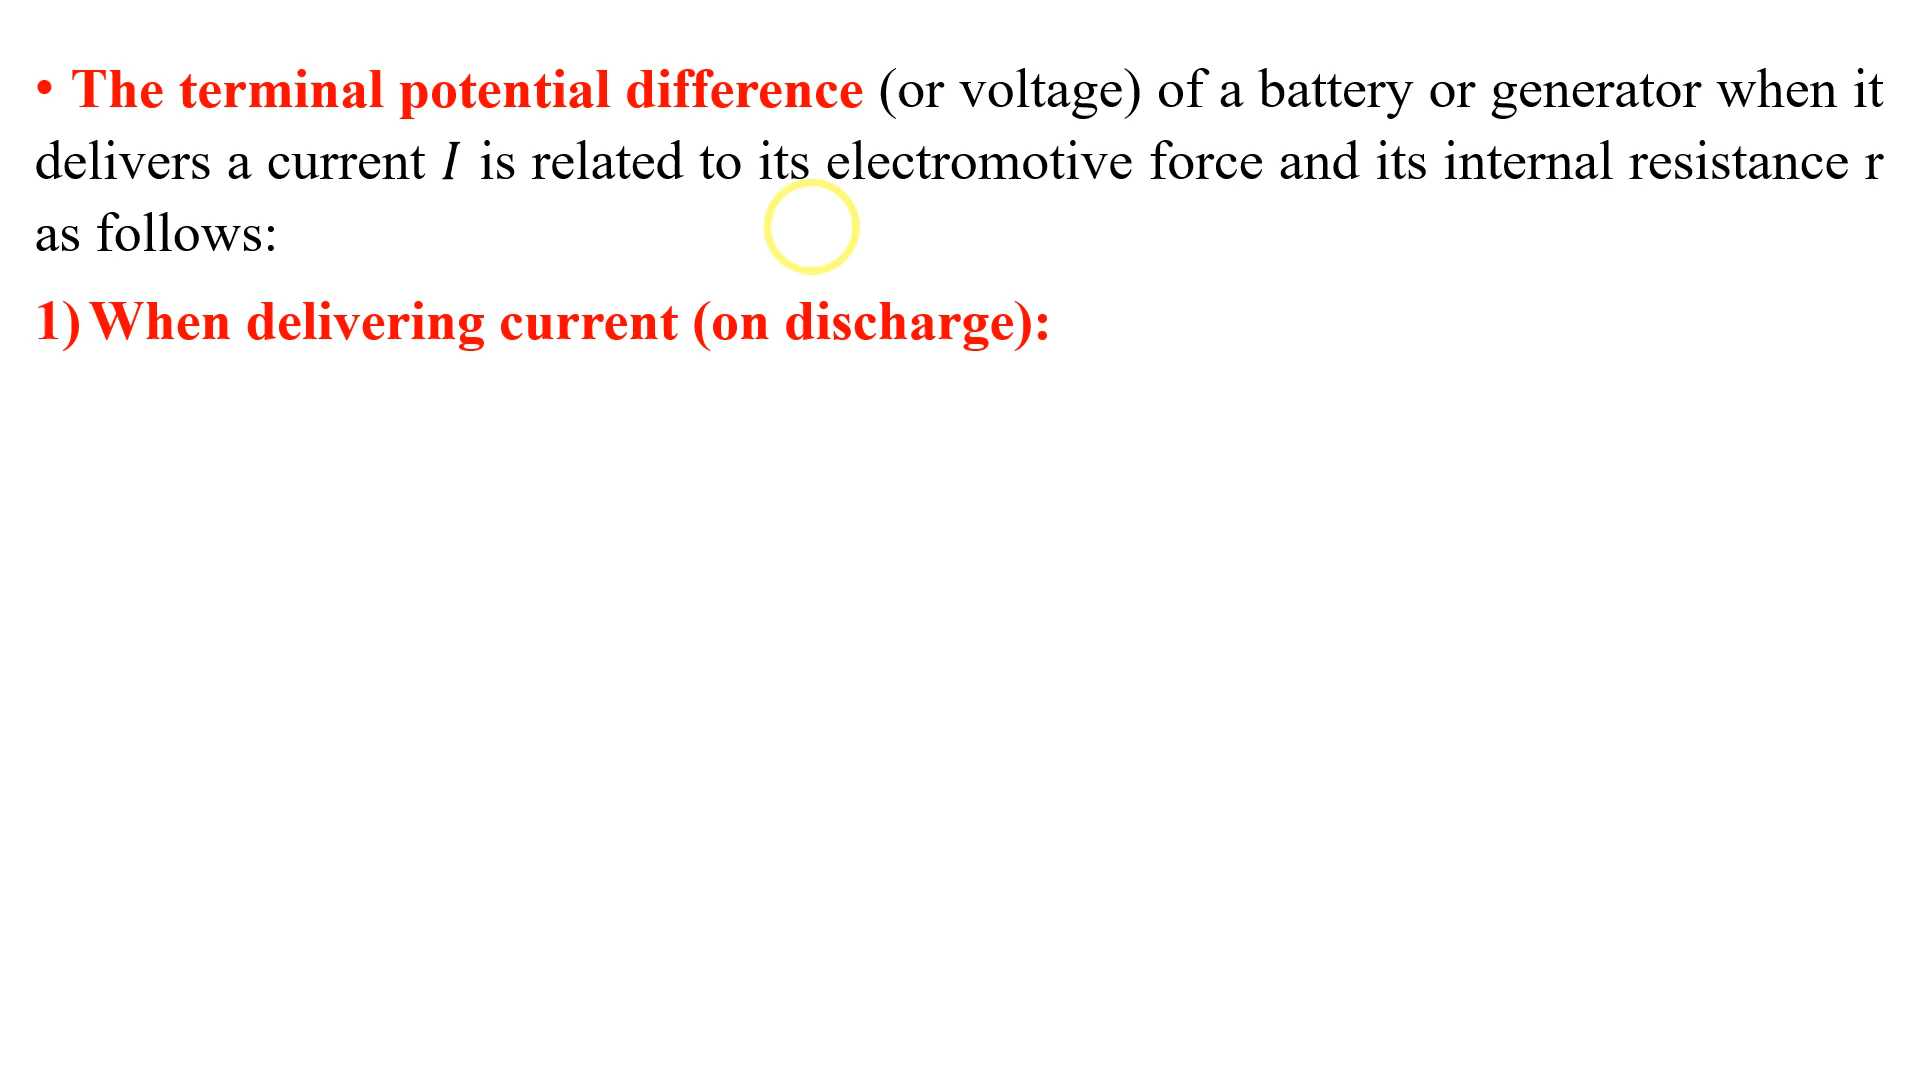 • The terminal potential difference (or voltage) of a battery or generator when it
delivers a current I is related to its electromotive force and its internal resistance r
as follows:
1) When delivering current (on discharge):